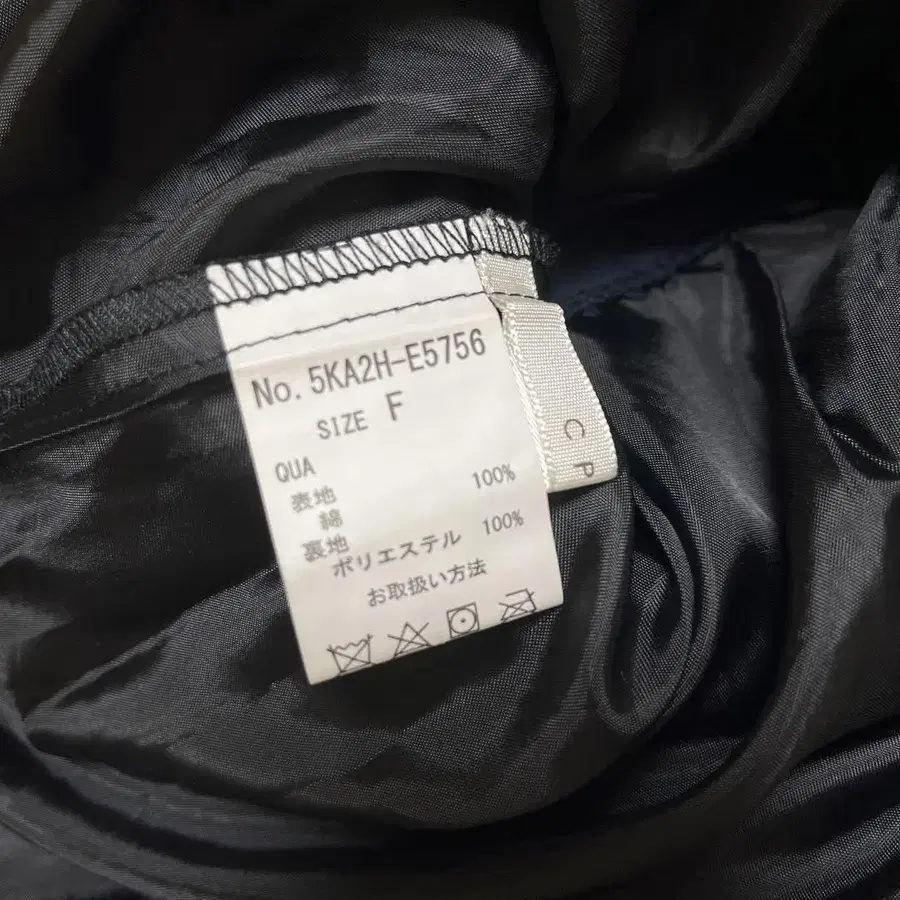 No. 5KA2H-E5756
SIZE F
QUA
表地
綿 100%
裏地
ポリエステル 100%
お取扱い方法
C P